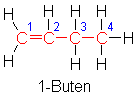 H H H
H 1 2 3 4
C=C-C-C-H
H H H H
1-Buten